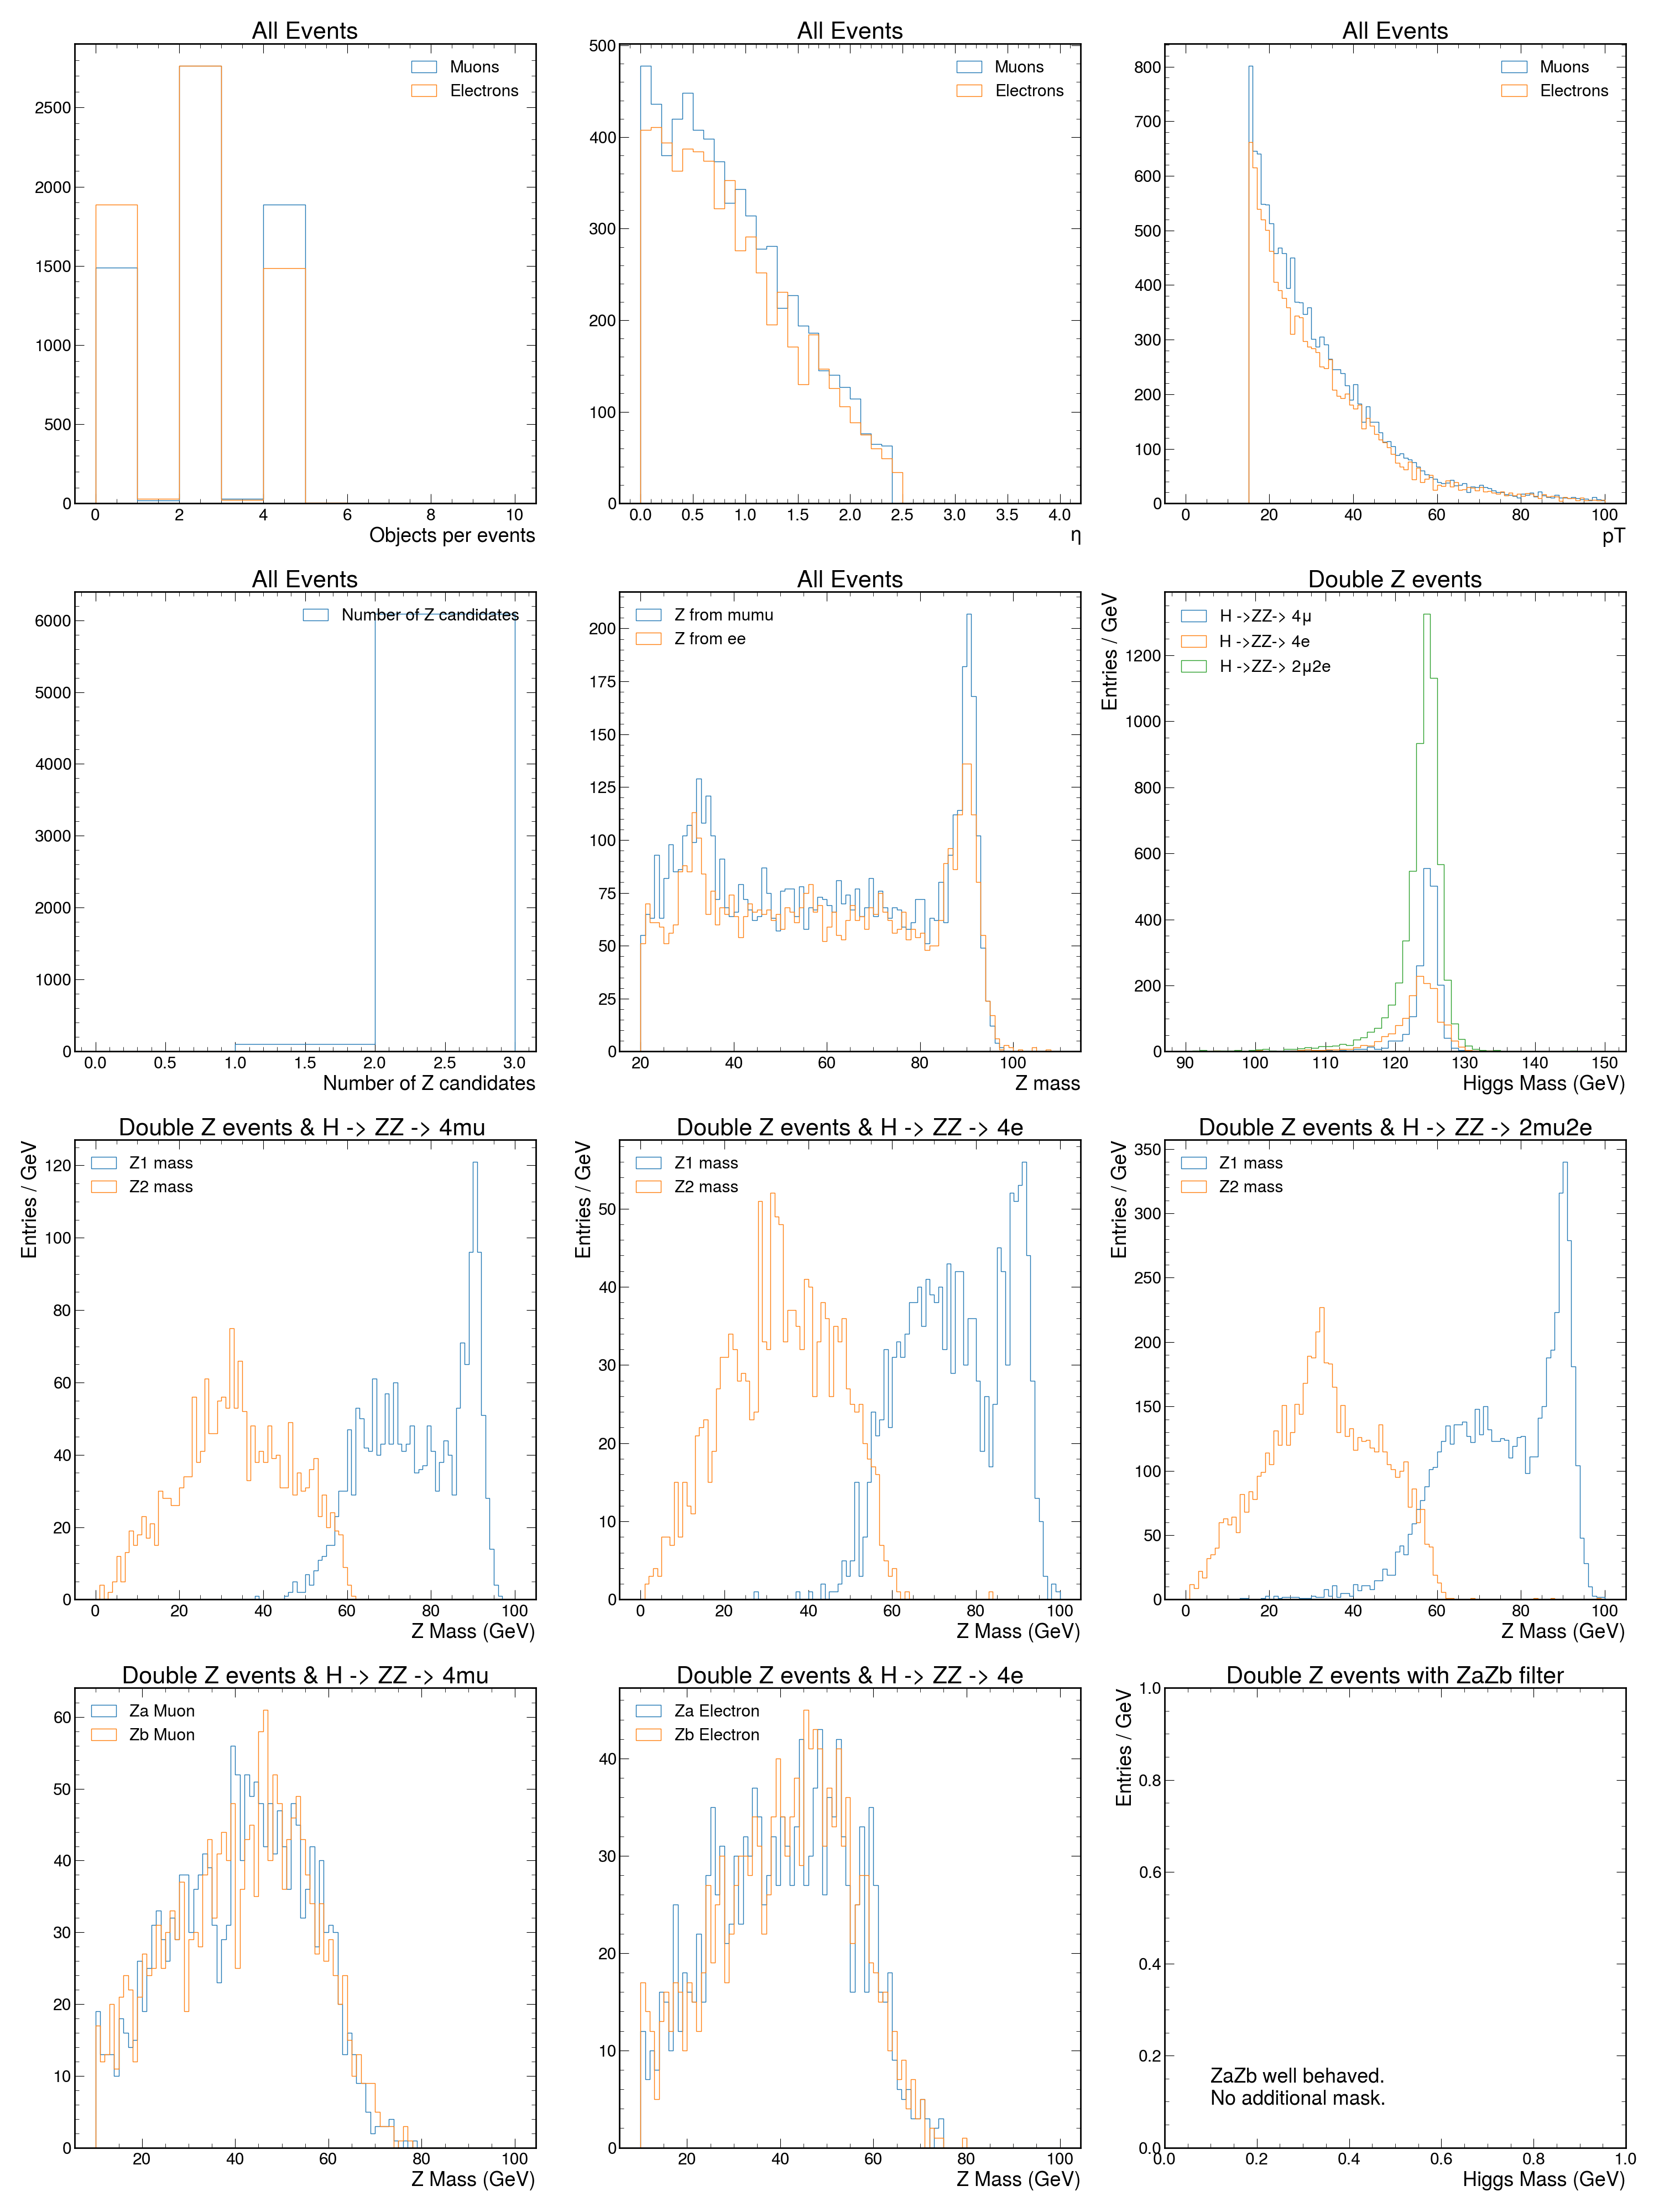 All Events
Muons
Electrons
2500
2000
1500
1000
500
0
0 2 4 6 8 10
Objects per events
All Events
Muons
Electrons
500
400
300
200
100
0
0.0 0.5 1.0 1.5 2.0 2.5 3.0 3.5 4.0
η
All Events
Muons
Electrons
800
700
600
500
400
300
200
100
0
0 20 40 60 80 100
pT
All Events
Number of Z candidates
6000
5000
4000
3000
2000
1000
0
0.0 0.5 1.0 1.5 2.0 2.5 3.0
Number of Z candidates
All Events
Z from mumu
Z from ee
200
175
150
125
100
75
50
25
0
20 40 60 80 100
Z mass
Double Z events
Entries / GeV
H ->ZZ-> 4μ
H ->ZZ-> 4e
H ->ZZ-> 2μ2e
1200
1000
800
600
400
200
0
90 100 110 120 130 140 150
Higgs Mass (GeV)
Double Z events & H -> ZZ -> 4mu
Entries / GeV
Z1 mass
Z2 mass
120
100
80
60
40
20
0
0 20 40 60 80 100
Z Mass (GeV)
Double Z events & H -> ZZ -> 4e
Entries / GeV
Z1 mass
Z2 mass
50
40
30
20
10
0
0 20 40 60 80 100
Z Mass (GeV)
Double Z events & H -> ZZ -> 2mu2e
Entries / GeV
Z1 mass
Z2 mass
350
300
250
200
150
100
50
0
0 20 40 60 80 100
Z Mass (GeV)
Double Z events & H -> ZZ -> 4mu
Za Muon
Zb Muon
60
50
40
30
20
10
0
20 40 60 80 100
Z Mass (GeV)
Double Z events & H -> ZZ -> 4e
Za Electron
Zb Electron
40
30
20
10
0
20 40 60 80 100
Z Mass (GeV)
Double Z events with ZaZb filter
Entries / GeV
1.0
0.8
0.6
0.4
0.2
0.0
ZaZb well behaved.
No additional mask.
0.0 0.2 0.4 0.6 0.8 1.0
Higgs Mass (GeV)